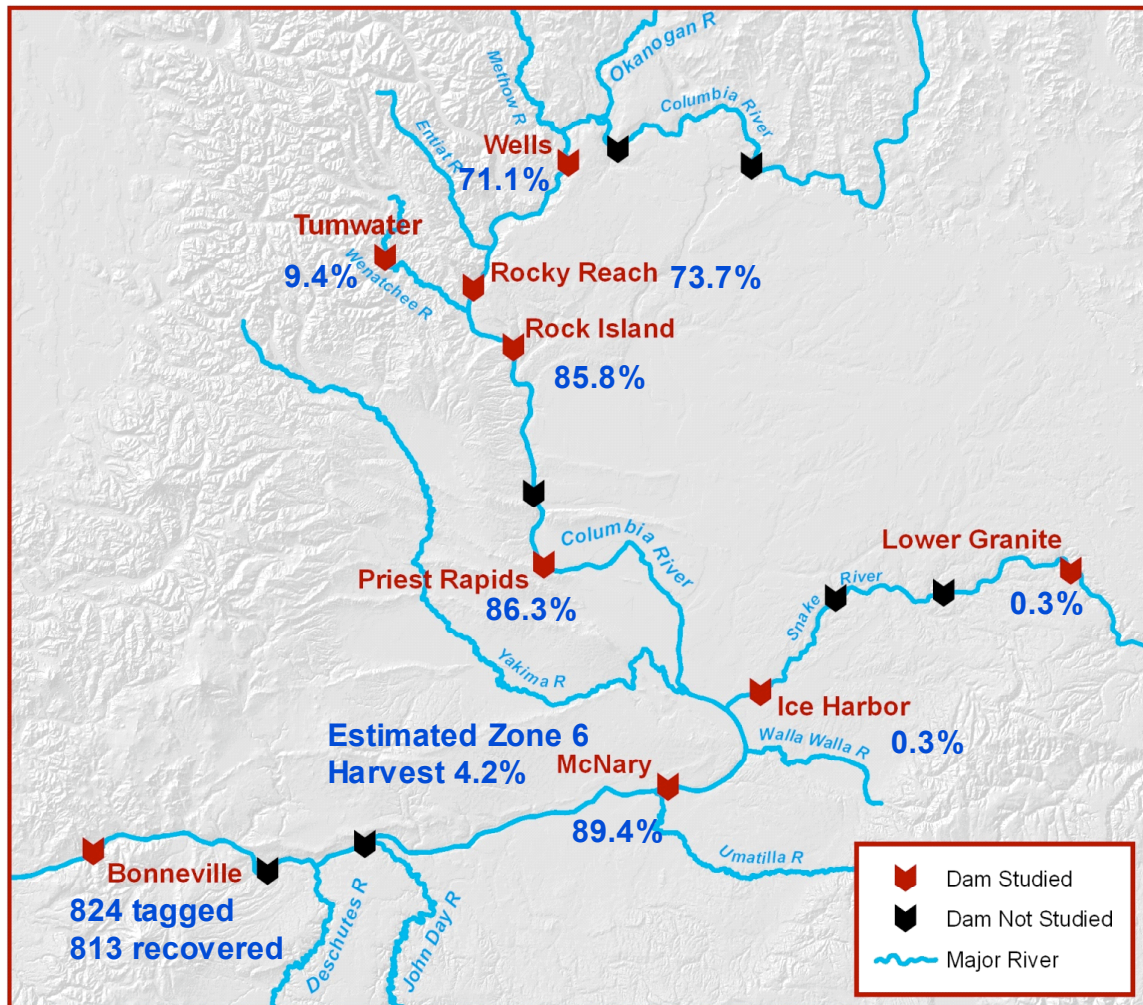 Methow R
Okanogan R
Columbia River
Entiat R
Wells
71.1%
Tumwater
9.4%
Wenatchee R
Rocky Reach 73.7%
Rock Island
85.8%
Columbia River
Priest Rapids
86.3%
Lower Granite
0.3%
Snake River
Yakima R
Ice Harbor
0.3%
Walla Walla R
Estimated Zone 6
Harvest 4.2%
McNary
89.4%
Umatilla R
Bonneville
824 tagged
813 recovered
Deschutes R
John Day R
Dam Studied
Dam Not Studied
Major River